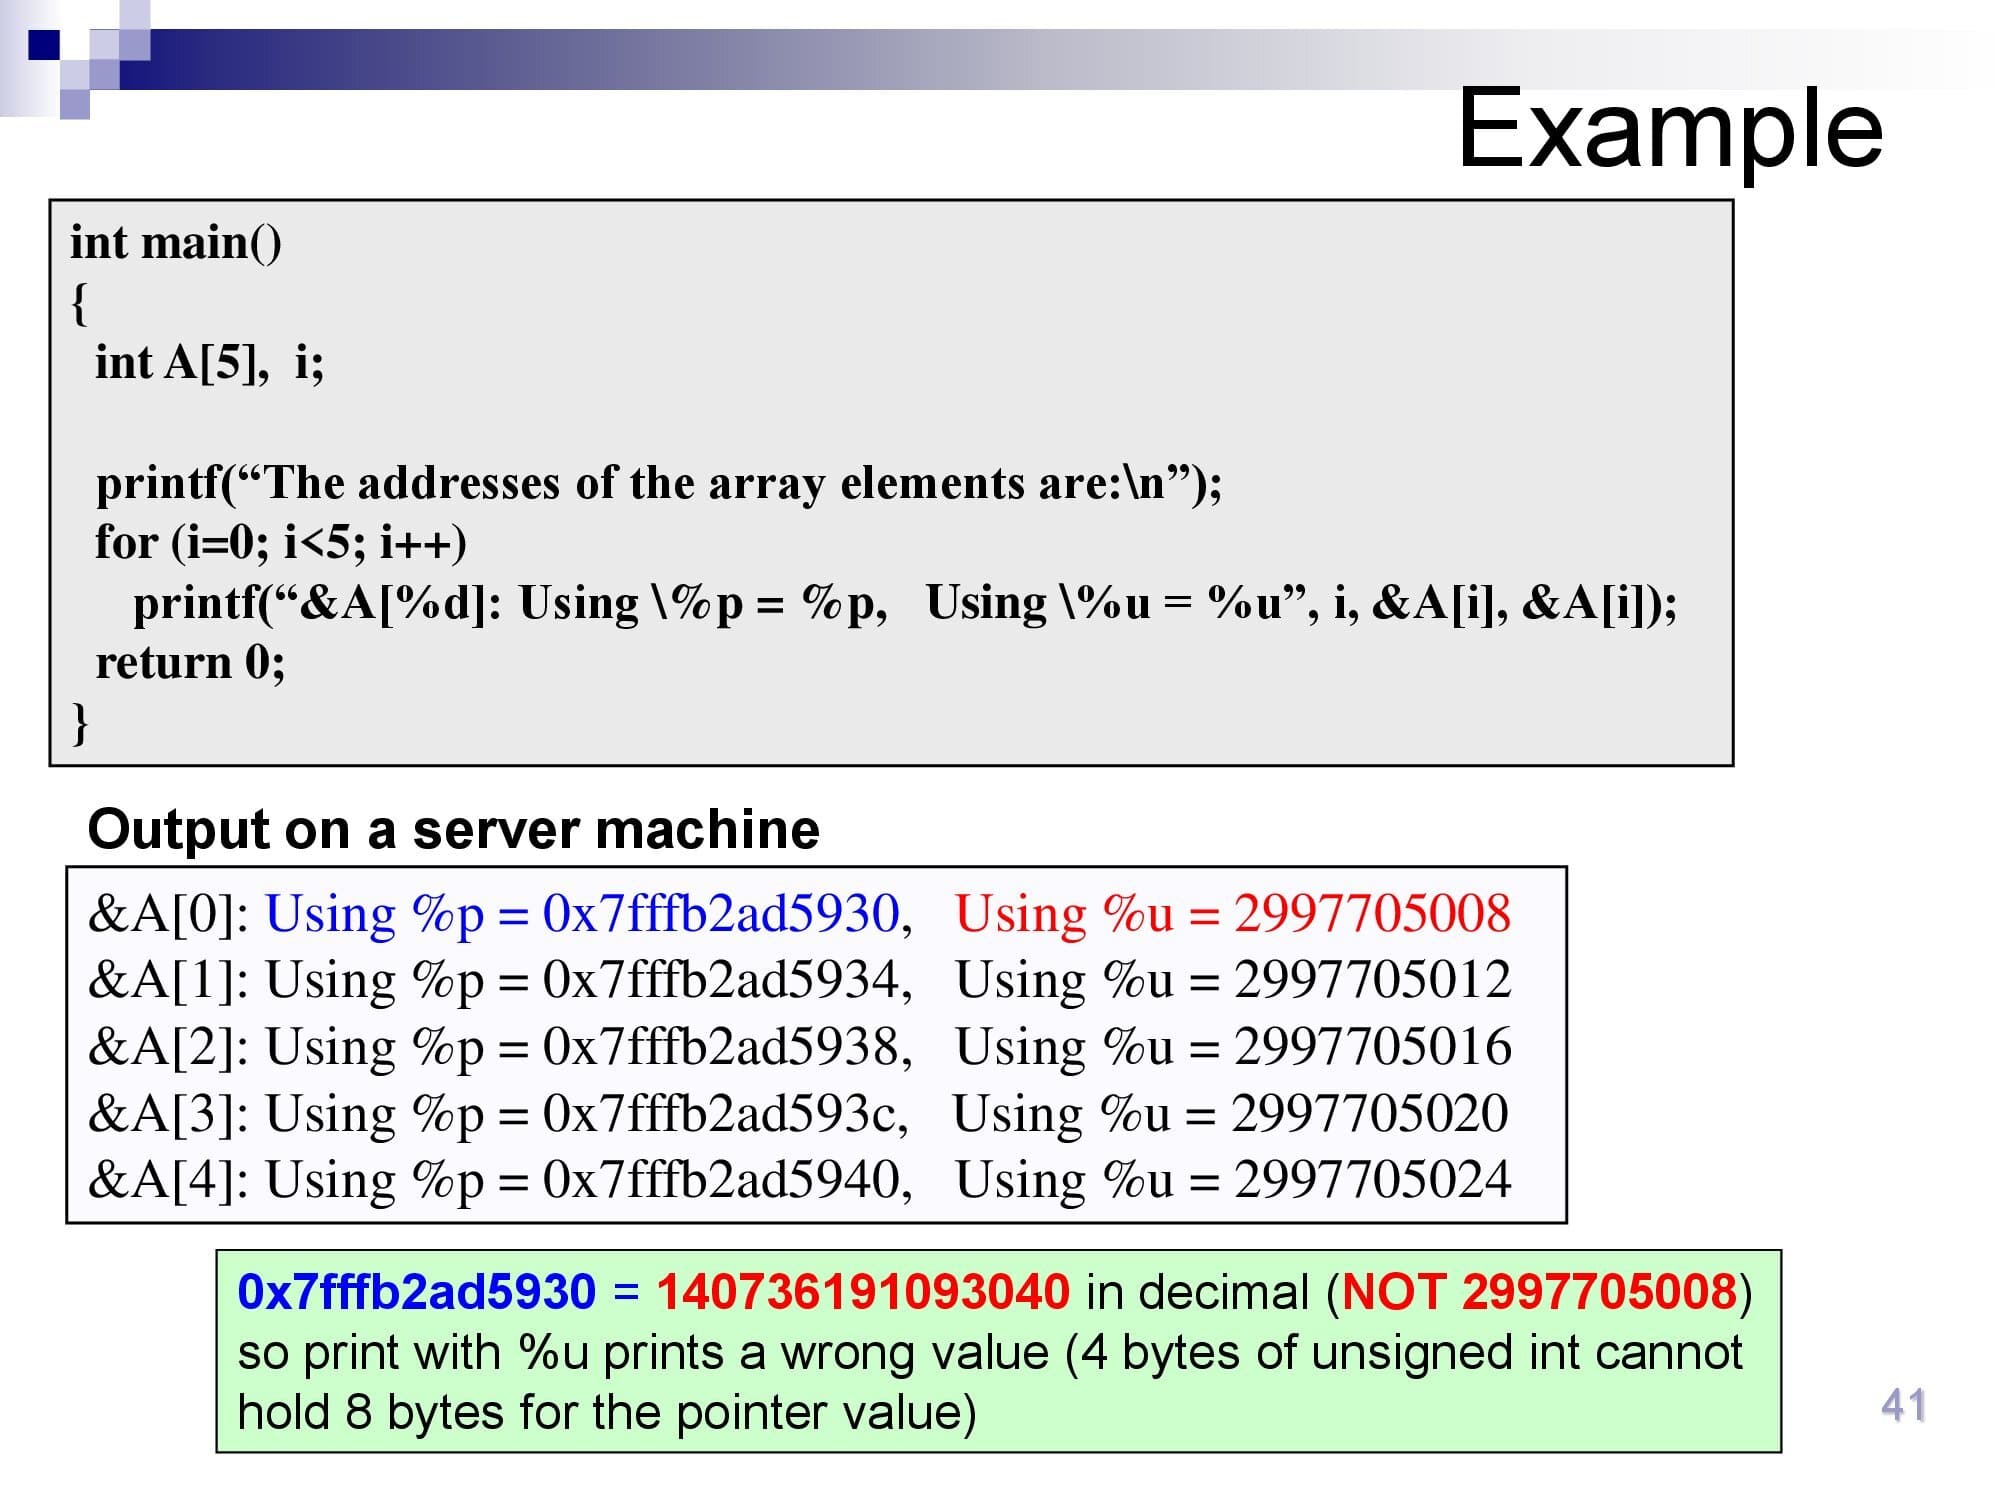 Example
int main()
{
int A[5], i;
printf(“The addresses of the array elements are:\n”);
for (i=0; i<5; i++)
printf(“&A[%d]: Using \%p = %p, Using \%u = %u”, i, &A[i], &A[i]);
return 0;
}
Output on a server machine
&A[0]: Using %p = 0x7fffb2ad5930, Using %u = 2997705008
&A[1]: Using %p = 0x7fffb2ad5934, Using %u = 2997705012
&A[2]: Using %p = 0x7fffb2ad5938, Using %u = 2997705016
&A[3]: Using %p = 0x7fffb2ad593c, Using %u = 2997705020
&A[4]: Using %p = 0x7fffb2ad5940, Using %u = 2997705024
0x7fffb2ad5930 = 140736191093040 in decimal (NOT 2997705008)
so print with %u prints a wrong value (4 bytes of unsigned int cannot
hold 8 bytes for the pointer value)
41